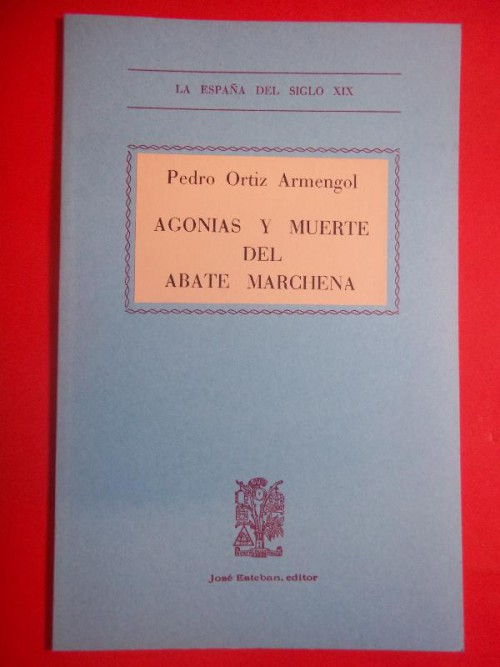 LA ESPAÑA DEL SIGLO XIX
Pedro Ortiz Armengol
AGONIAS Y MUERTE
DEL
ABATE MARCHENA
José Esteban, editor